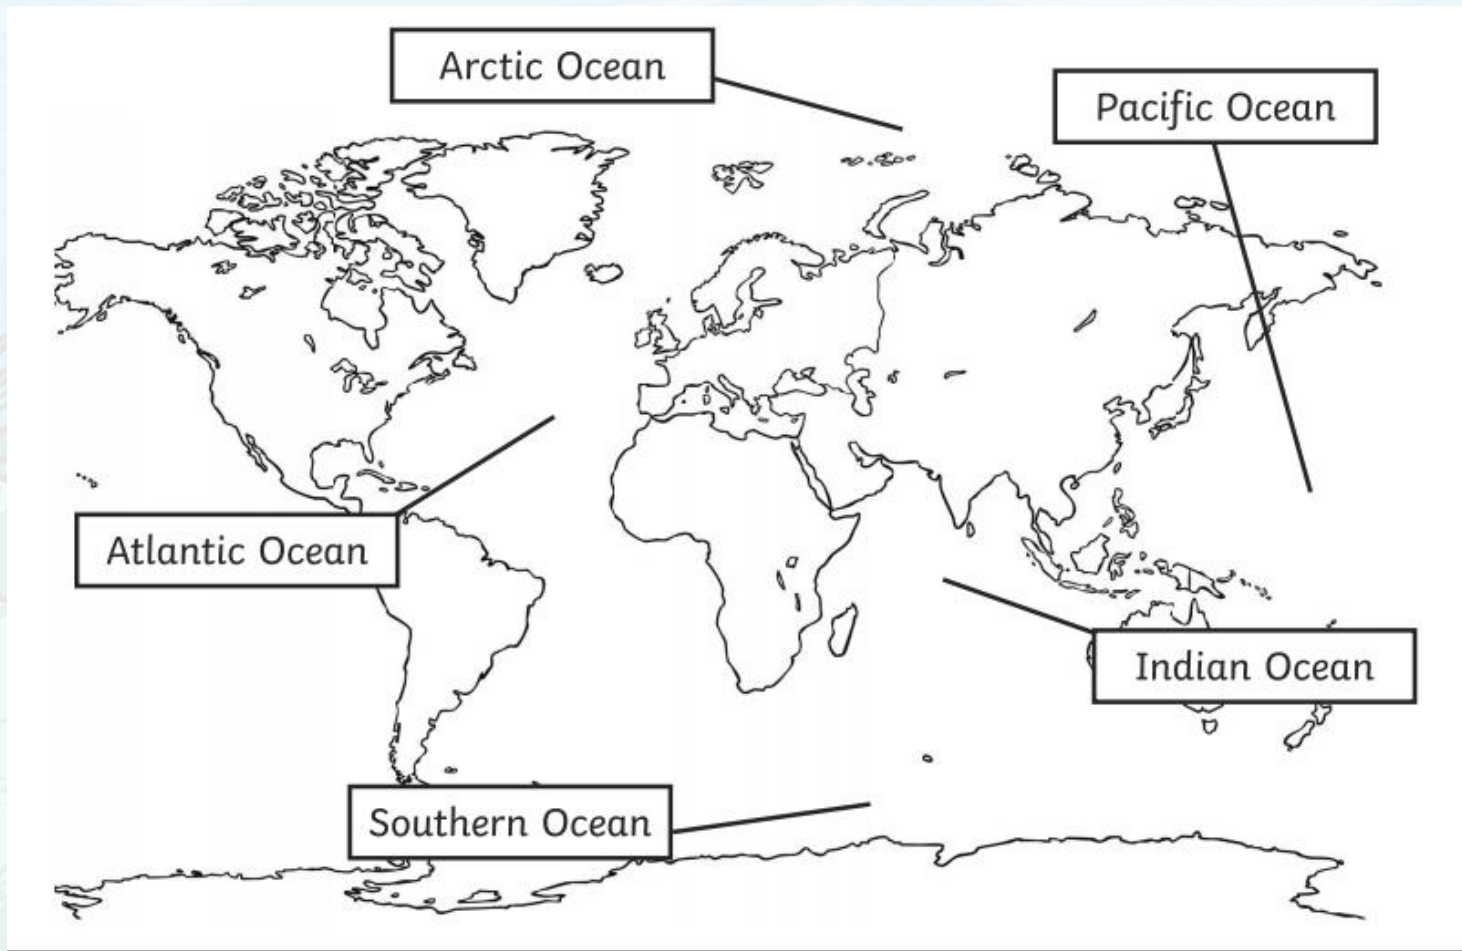 Arctic Ocean
Pacific Ocean
Atlantic Ocean
Indian Ocean
Southern Ocean